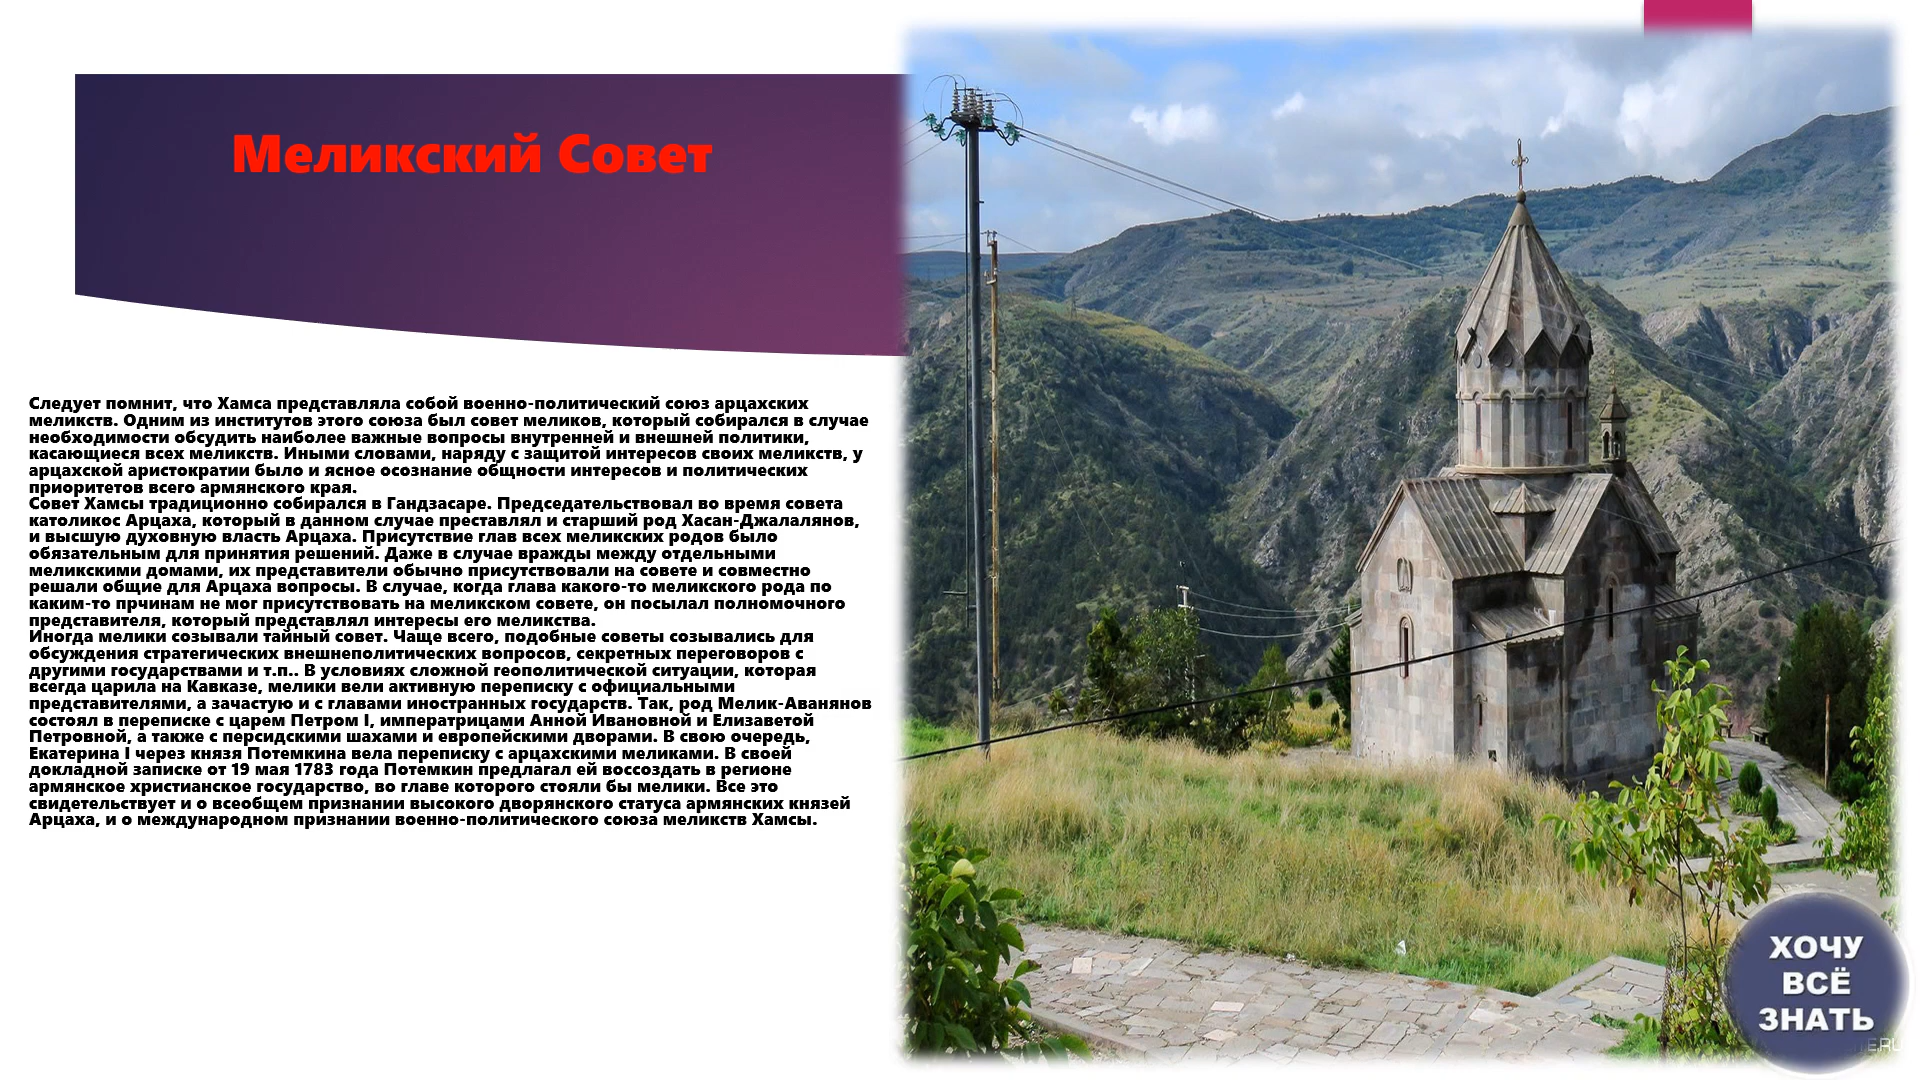 Меликский Совет
Следует помнит, что Хамса представляла собой военно-политический союз арцахских
меликств. Одним из институтов этого союза был совет меликов, который собирался в случае
необходимости обсудить наиболее важные вопросы внутренней и внешней политики,
касающиеся всех меликств. Иными словами, наряду с защитой интересов своих меликств, у
арцахской аристократии было и ясное осознание общности интересов и политических
приоритетов всего армянского края.
Совет Хамсы традиционно собирался в Гандзасаре. Председательствовал во время совета
католикос Арцаха, который в данном случае преставлял и старший род Хасан-Джалалянов,
и высшую духовную власть Арцаха. Присутствие глав всех меликских родов было
обязательным для принятия решений. Даже в случае вражды между отдельными
меликскими домами, их представители обычно присутствовали на совете и совместно
решали общие для Арцаха вопросы. В случае, когда глава какого-то меликского рода по
каким-то прчинам не мог присутствовать на меликском совете, он посылал полномочного
представителя, который представлял интересы его меликства.
Иногда мелики созывали тайный совет. Чаще всего, подобные советы созывались для
обсуждения стратегических внешнеполитических вопросов, секретных переговоров с
другими государствами и т.п.. В условиях сложной геополитической ситуации, которая
всегда царила на Кавказе, мелики вели активную переписку с официальными
представителями, а зачастую и с главами иностранных государств. Так, род Мелик-Аванянов
состоял в переписке с царем Петром I, императрицами Анной Ивановной и Елизаветой
Петровной, а также с персидскими шахами и европейскими дворами. В свою очередь,
Екатерина I через князя Потемкина вела переписку с арцахскими меликами. В своей
докладной записке от 19 мая 1783 года Потемкин предлагал ей воссоздать в регионе
армянское христианское государство, во главе которого стояли бы мелики. Все это
свидетельствует и о всеобщем признании высокого дворянского статуса армянских князей
Арцаха, и о международном признании военно-политического союза меликств Хамсы.
ХОЧУ
ВСЁ
ЗНАТЬ